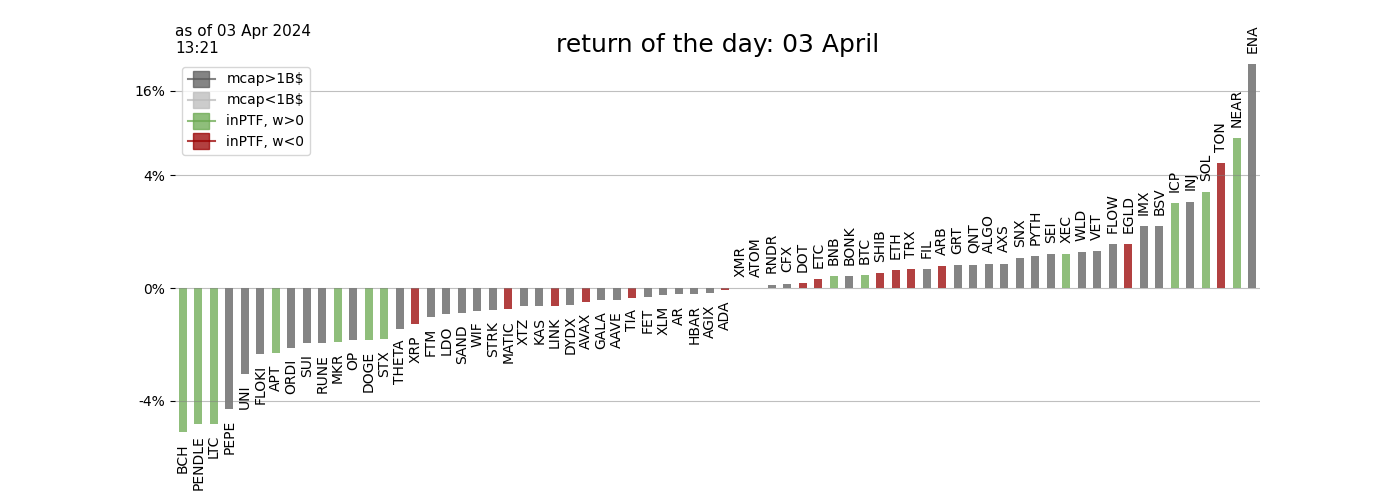 as of 03 Apr 2024
13:21
return of the day: 03 April
mcap>1B$
mcap<1B$
inPTF, w>0
inPTF, w<0
16%
4%
0%
-4%
BCH
PENDLE
LTC
PEPE
UNI
FLOKI
APT
ORDI
SUI
RUNE
MKR
OP
DOGE
STX
THETA
XRP
FTM
LDO
SAND
WIF
STRK
MATIC
XTZ
KAS
LINK
DYDX
AVAX
GALA
AAVE
TIA
FET
XLM
AR
HBAR
AGIX
ADA
XMR
ATOM
RNDR
CFX
DOT
ETC
BNB
BONK
BTC
SHIB
ETH
TRX
FIL
ARB
GRT
QNT
ALGO
AXS
SNX
PYTH
SEI
XEC
WLD
VET
FLOW
EGLD
IMX
BSV
ICP
INJ
SOL
TON
NEAR
ENA